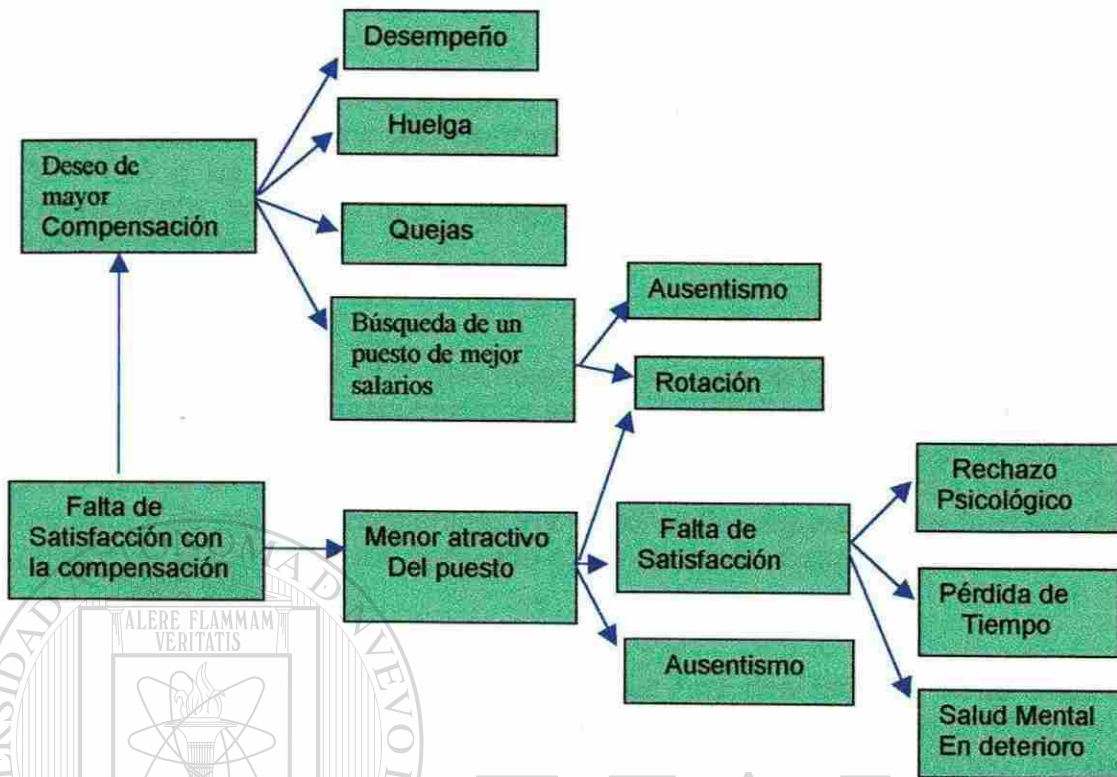 Desempeño
Huelga
Deseo de
mayor
Compensación
Quejas
Ausentismo
Búsqueda de un
puesto de mejor
salarios
Rotación
Falta de
Satisfacción con
la compensación
Menor atractivo
Del puesto
Falta de
Satisfacción
Rechazo
Psicológico
Pérdida de
Tiempo
Ausentismo
Salud Mental
En deterioro
ALERE FLAMMAM
VERITATIS